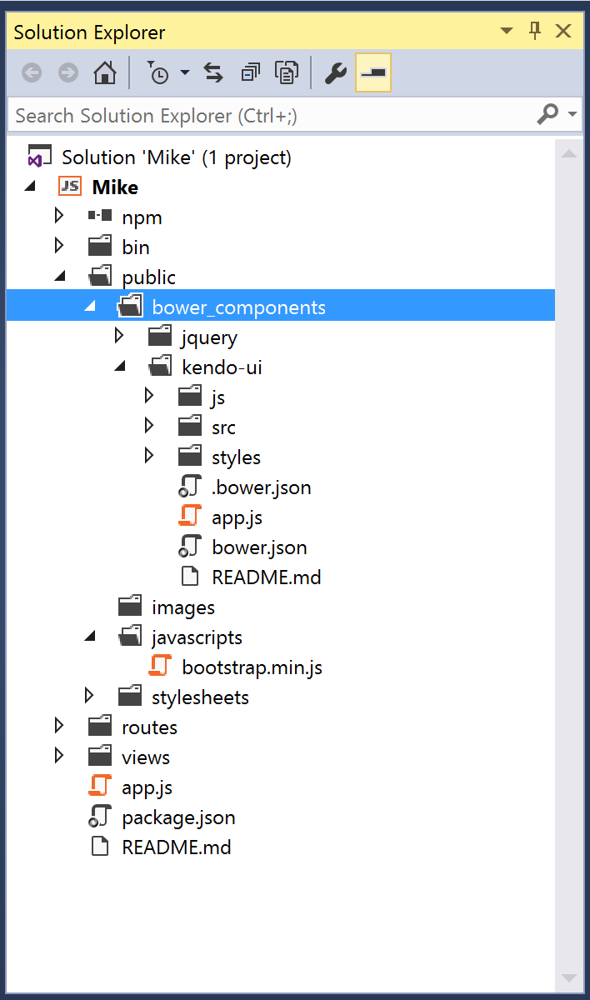 Solution Explorer
Search Solution Explorer (Ctrl+;)
Solution 'Mike' (1 project)
JS Mike
npm
bin
public
bower_components
jquery
kendo-ui
js
src
styles
.bower.json
app.js
bower.json
README.md
images
javascripts
bootstrap.min.js
stylesheets
routes
views
app.js
package.json
README.md